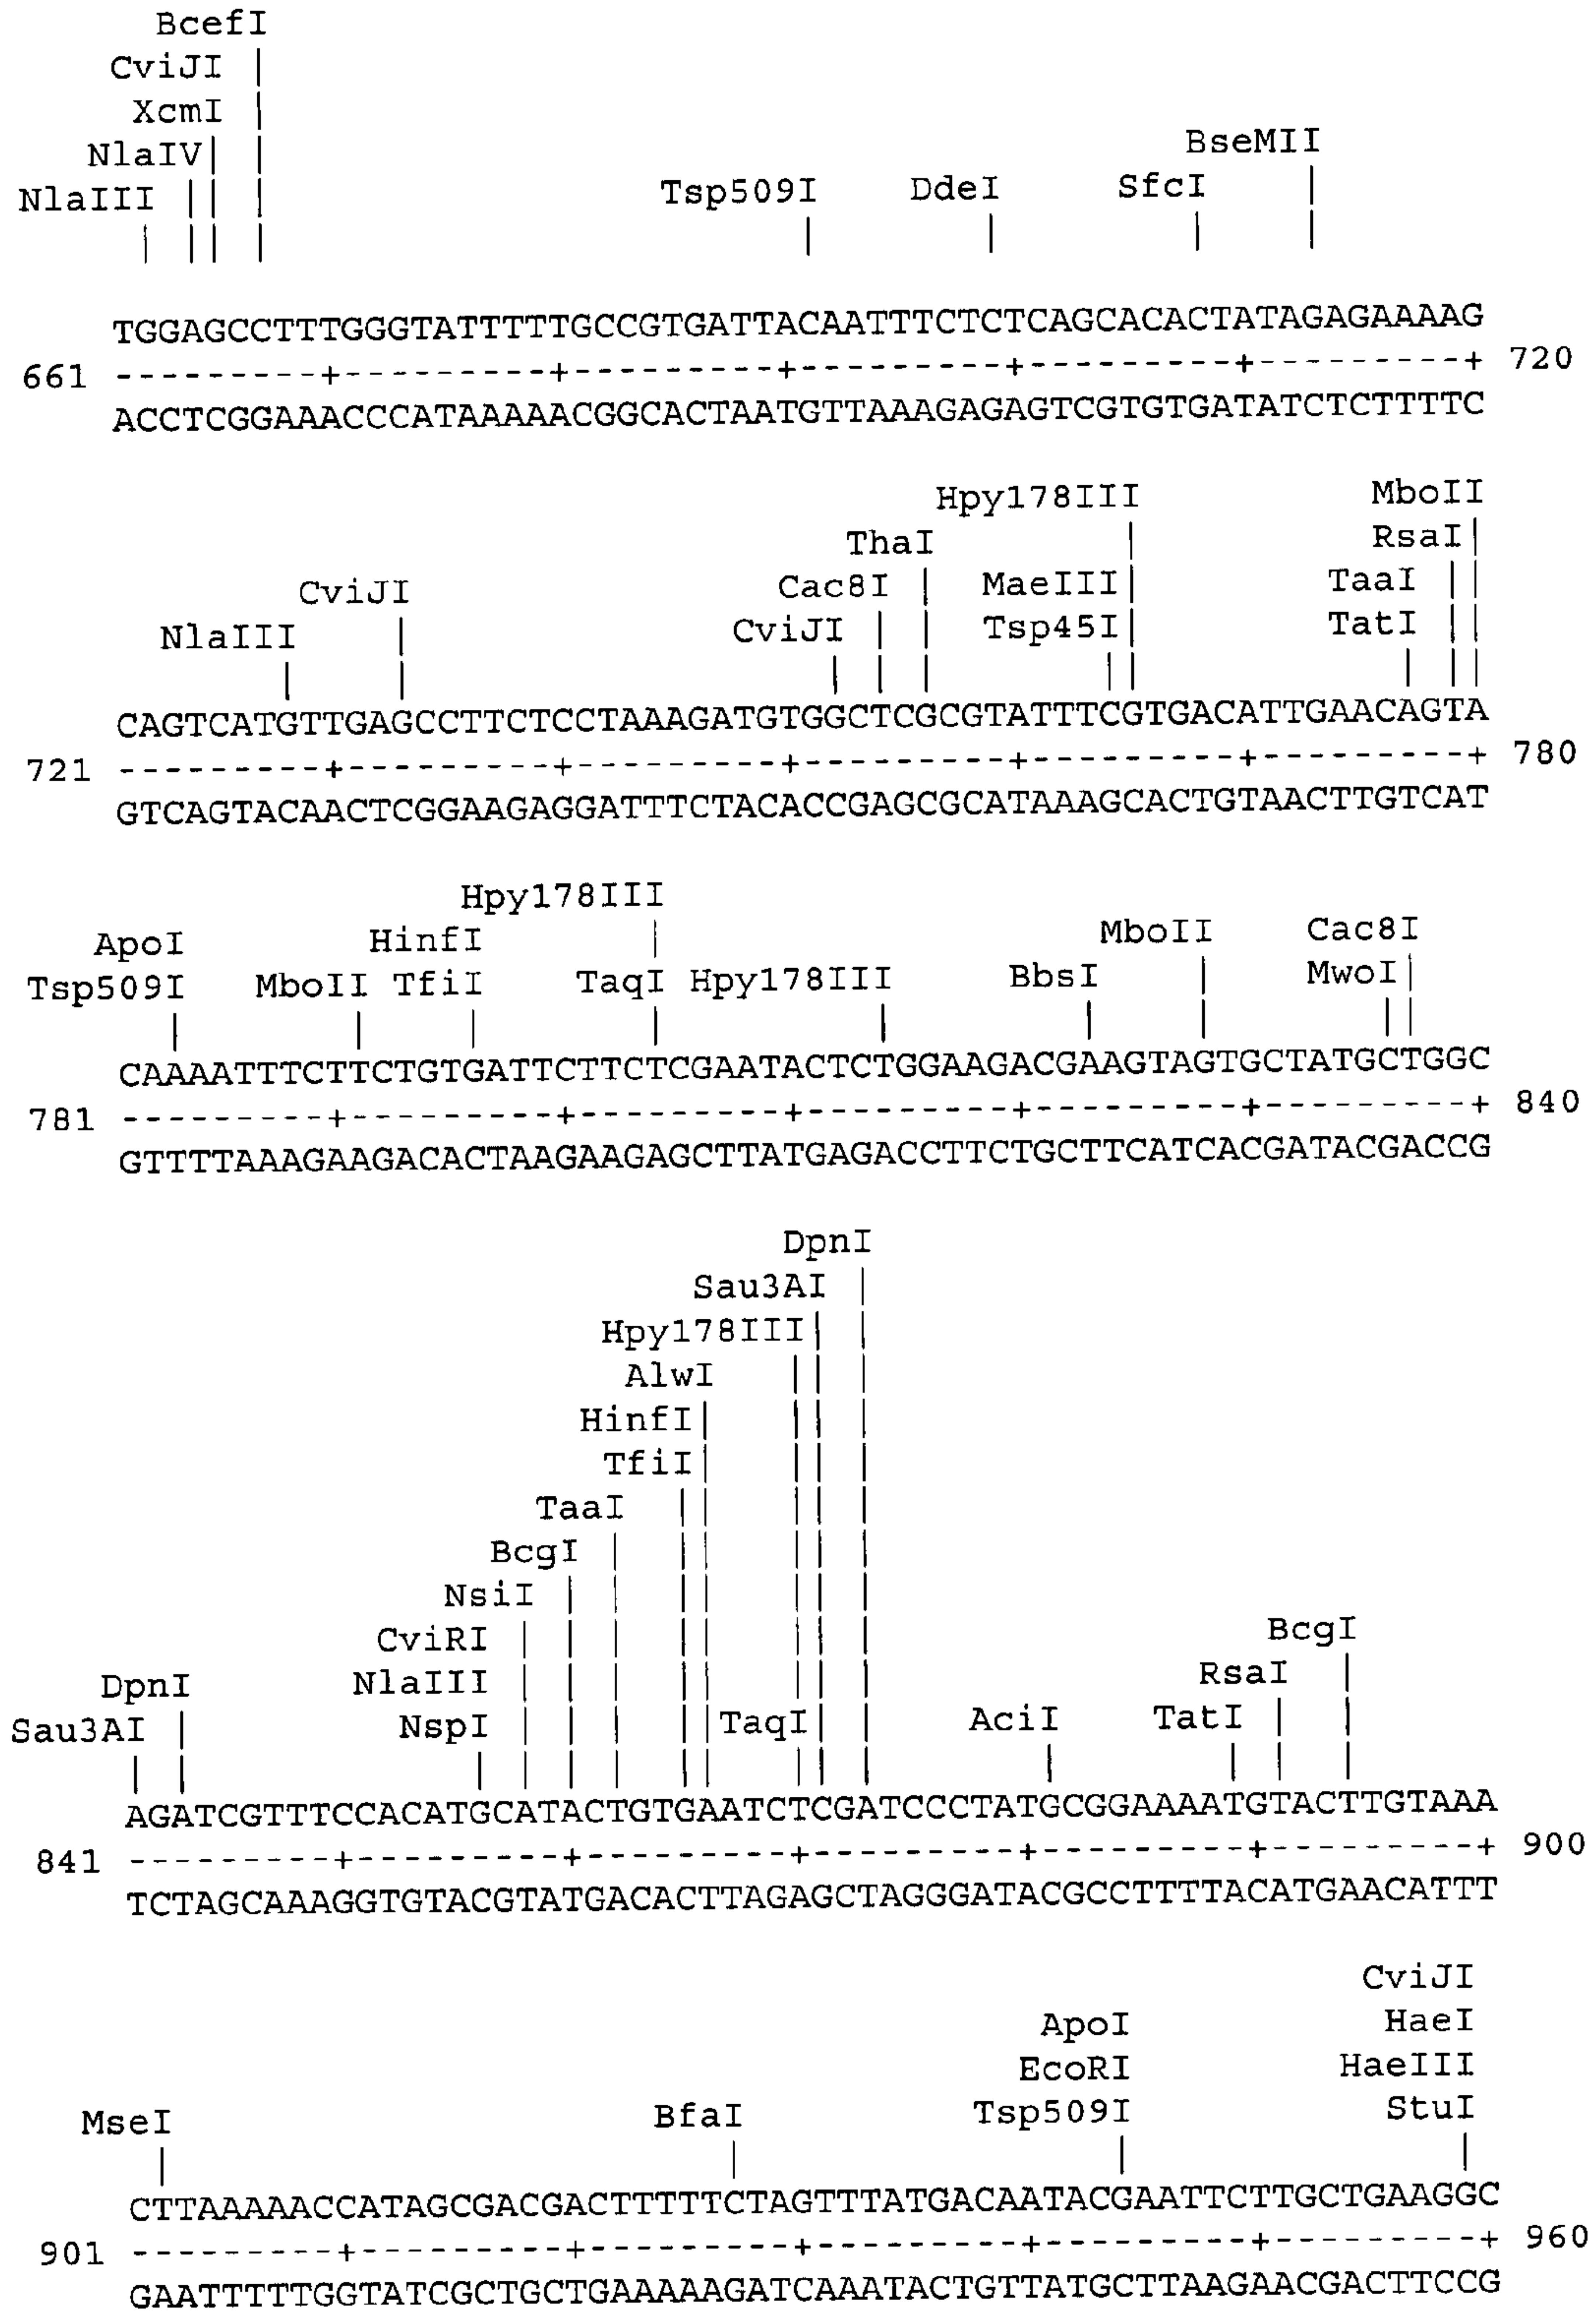 BcefI
CviJI |
XcmI |
NlaIV| |
NlaIII || |
| || |
Tsp509I
|
DdeI
|
SfcI
|
BseMII
|
|
TGGAGCCTTTGGGTATTTTTGCCGTGATTACAATTTCTCTCAGCACACTATAGAGAAAAG
661 ---------+---------+---------+---------+---------+---------+ 720
ACCTCGGAAACCCATAAAAACGGCACTAATGTTAAAGAGAGTCGTGTGATATCTCTTTTC
Hpy178III MboII
ThaI | RsaI|
CviJI Cac8I | MaeIII| TaaI ||
NlaIII | CviJI | | Tsp45I| TatI ||
| | | | | || | ||
CAGTCATGTTGAGCCTTCTCCTAAAGATGTGGCTCGCGTATTTCGTGACATTGAACAGTA
721 ---------+---------+---------+---------+---------+---------+ 780
GTCAGTACAACTCGGAAGAGGATTTCTACACCGAGCGCATAAAGCACTGTAACTTGTCAT
Hpy178III
ApoI HinfI | MboII Cac8I
Tsp509I MboII TfiI TaqI Hpy178III BbsI | MwoI|
| | | | | | | ||
CAAAATTTCTTCTGTGATTCTTCTCGAATACTCTGGAAGACGAAGTAGTGCTATGCTGGC
781 ---------+---------+---------+---------+---------+---------+ 840
GTTTTAAAGAAGACACTAAGAAGAGCTTATGAGACCTTCTGCTTCATCACGATACGACCG
DpnI
Sau3AI |
Hpy178III| |
AlwI || |
HinfI| || |
TfiI| || |
TaaI || || |
BcgI | || || |
NsiI | | || || |
CviRI | | | || || | BcgI
DpnI NlaIII | | | || || | RsaI |
Sau3AI | NspI | | | ||TaqI| | AciI TatI | |
| | | | | | || || | | | | |
AGATCGTTTCCACATGCATACTGTGAATCTCGATCCCTATGCGGAAAATGTACTTGTAAA
841 ---------+---------+---------+---------+---------+---------+ 900
TCTAGCAAAGGTGTACGTATGACACTTAGAGCTAGGGATACGCCTTTTACATGAACATTT
CviJI
ApoI HaeI
EcoRI HaeIII
MseI BfaI Tsp509I StuI
| | | |
CTTAAAAACCATAGCGACGACTTTTTCTAGTTTATGACAATACGAATTCTTGCTGAAGGC
901 ---------+---------+---------+---------+---------+---------+ 960
GAATTTTTGGTATCGCTGCTGAAAAAGATCAAATACTGTTATGCTTAAGAACGACTTCCG